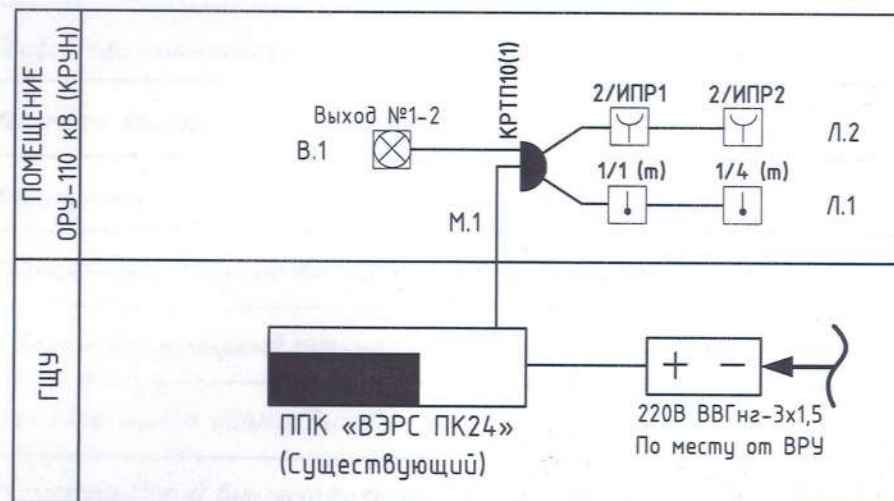 ПОМЕЩЕНИЕ
ОРУ-110 кВ (КРУН)
Выход №1-2
В.1
КРТП10(1)
2/ИПР1
2/ИПР2
Л.2
1/1 (m)
1/4 (m)
Л.1
М.1
ГЩУ
ППК «ВЭРС ПК24»
(Существующий)
+ −
220В ВВГнг-3х1,5
По месту от ВРУ